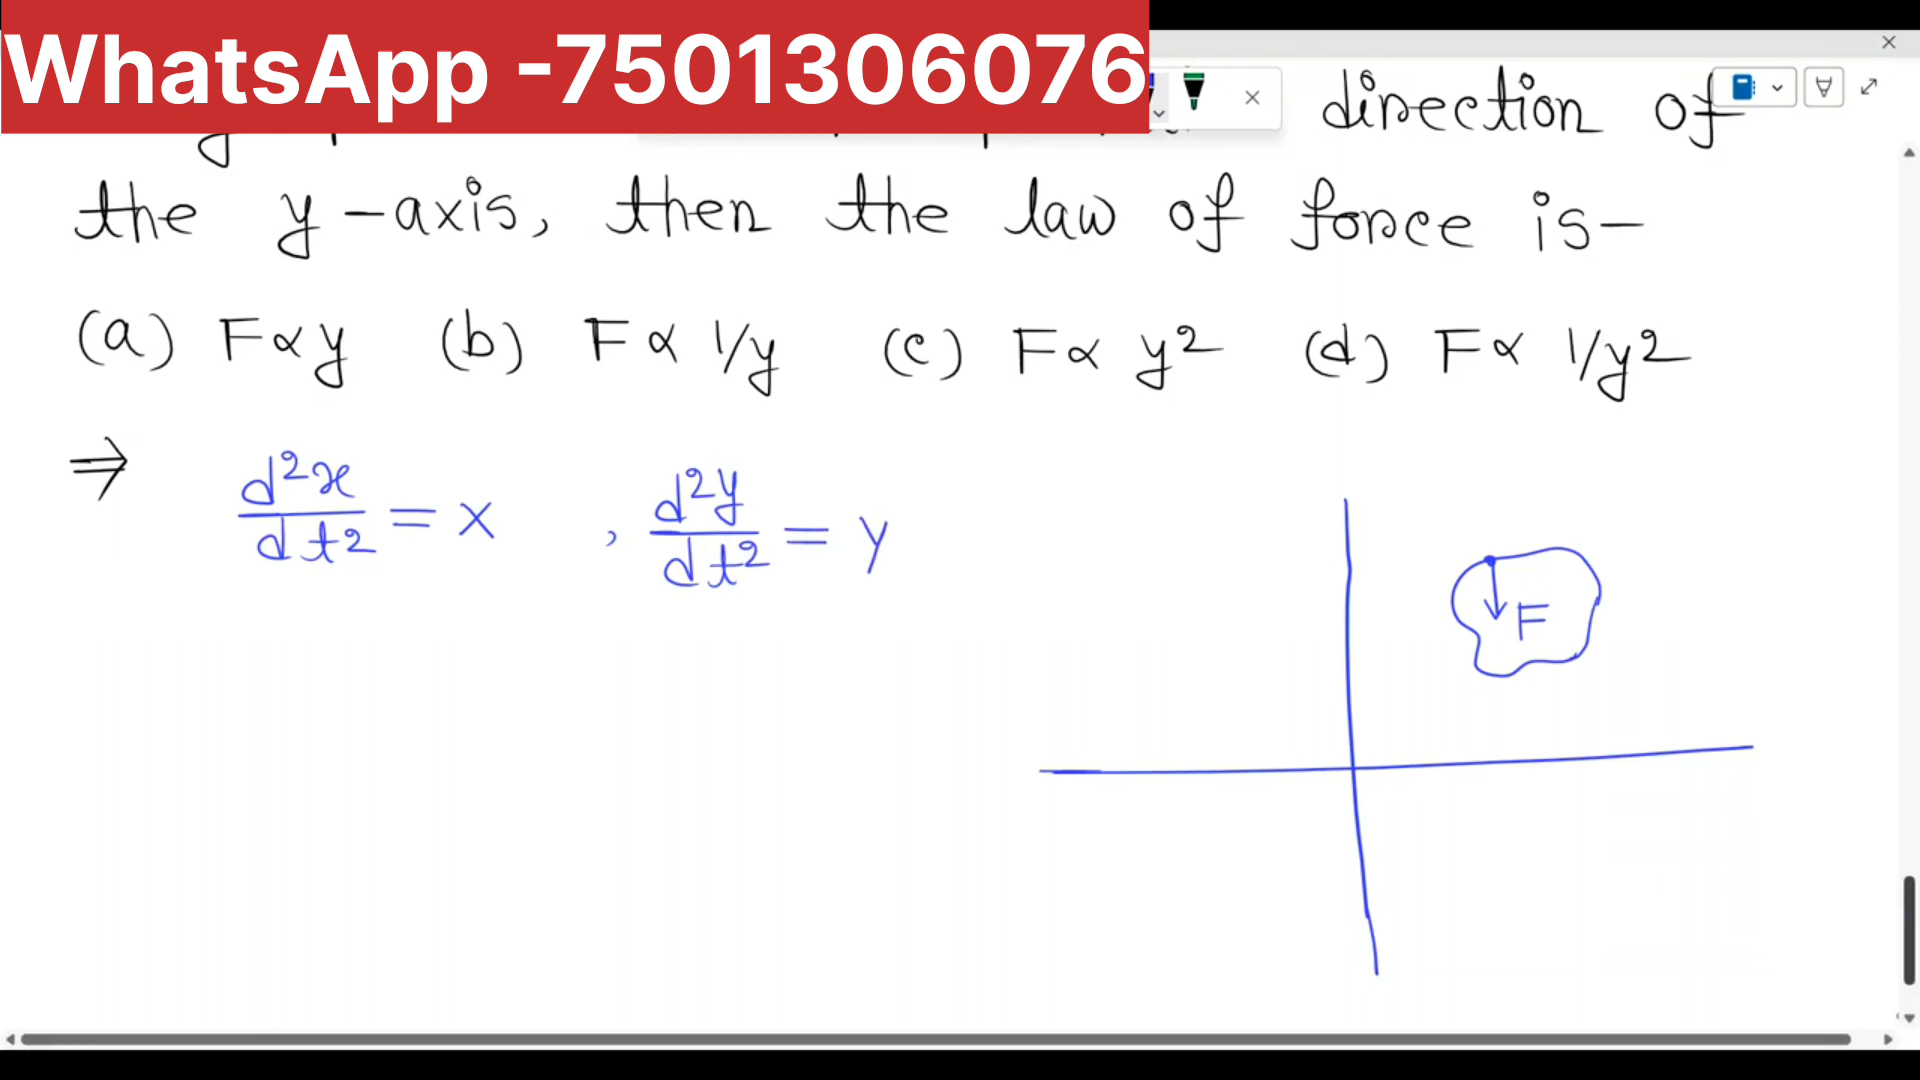 WhatsApp -7501306076
direction of
the y-axis, then the law of force is-
(a) F∝y (b) F∝ 1/y (c) F∝ y² (d) F∝ 1/y²
⇒ d²x/dt² = X , d²y/dt² = Y
F